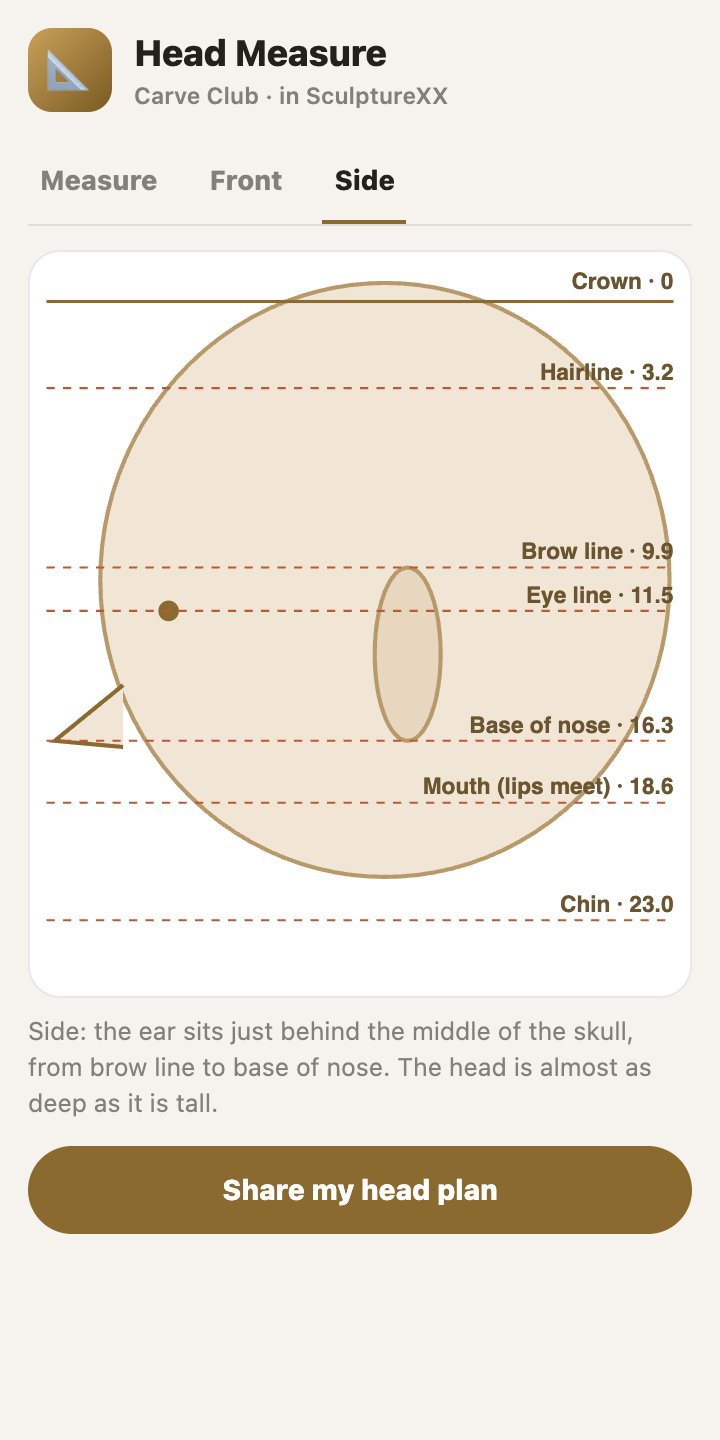 Head Measure
Carve Club · in SculptureXX
Measure Front Side
Crown · 0
Hairline · 3.2
Brow line · 9.9
Eye line · 11.5
Base of nose · 16.3
Mouth (lips meet) · 18.6
Chin · 23.0
Side: the ear sits just behind the middle of the skull,
from brow line to base of nose. The head is almost as
deep as it is tall.
Share my head plan